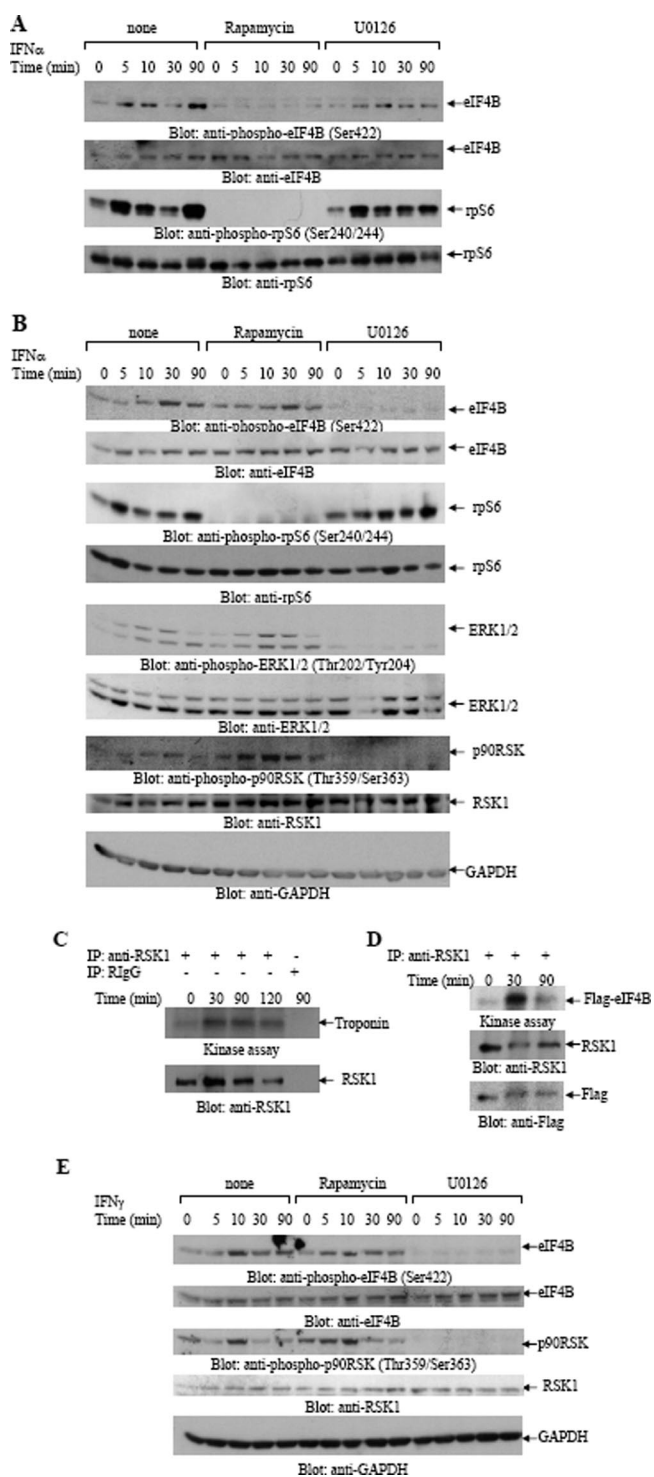 A
none Rapamycin U0126
IFNα
Time (min) 0 5 10 30 90 0 5 10 30 90 0 5 10 30 90
eIF4B
Blot: anti-phospho-eIF4B (Ser422)
eIF4B
Blot: anti-eIF4B
rpS6
Blot: anti-phospho-rpS6 (Ser240/244)
rpS6
Blot: anti-rpS6
B
none Rapamycin U0126
IFNα
Time (min) 0 5 10 30 90 0 5 10 30 90 0 5 10 30 90
eIF4B
Blot: anti-phospho-eIF4B (Ser422)
eIF4B
Blot: anti-eIF4B
rpS6
Blot: anti-phospho-rpS6 (Ser240/244)
rpS6
Blot: anti-rpS6
ERK1/2
Blot: anti-phospho-ERK1/2 (Thr202/Tyr204)
ERK1/2
Blot: anti-ERK1/2
p90RSK
Blot: anti-phospho-p90RSK (Thr359/Ser363)
RSK1
Blot: anti-RSK1
GAPDH
Blot: anti-GAPDH
C
IP: anti-RSK1 + + + + -
IP: RIgG - - - - +
Time (min) 0 30 90 120 90
Troponin
Kinase assay
RSK1
Blot: anti-RSK1
D
IP: anti-RSK1 + + +
Time (min) 0 30 90
Flag-eIF4B
Kinase assay
RSK1
Blot: anti-RSK1
Flag
Blot: anti-Flag
E
none Rapamycin U0126
IFNγ
Time (min) 0 5 10 30 90 0 5 10 30 90 0 5 10 30 90
eIF4B
Blot: anti-phospho-eIF4B (Ser422)
eIF4B
Blot: anti-eIF4B
p90RSK
Blot: anti-phospho-p90RSK (Thr359/Ser363)
RSK1
Blot: anti-RSK1
GAPDH
Blot: anti-GAPDH